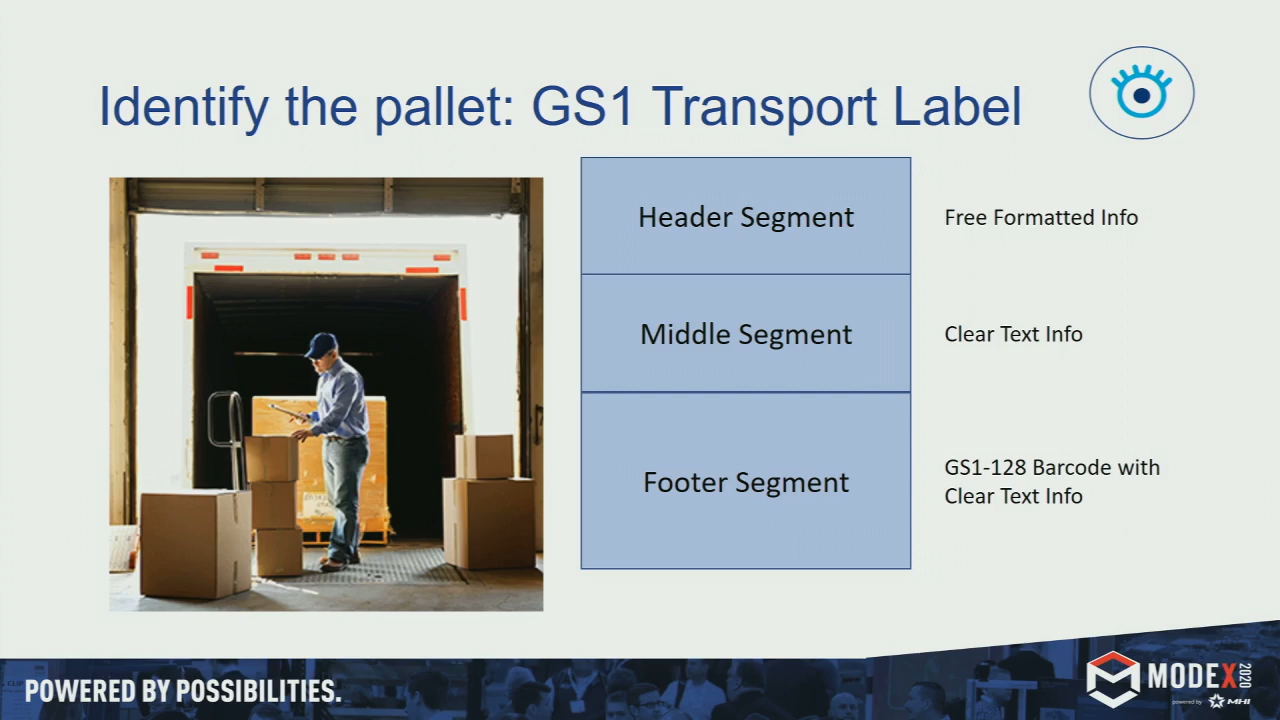 Identify the pallet: GS1 Transport Label
Header Segment
Free Formatted Info
Middle Segment
Clear Text Info
Footer Segment
GS1-128 Barcode with
Clear Text Info
POWERED BY POSSIBILITIES.
MODEX
2020
powered by MHI